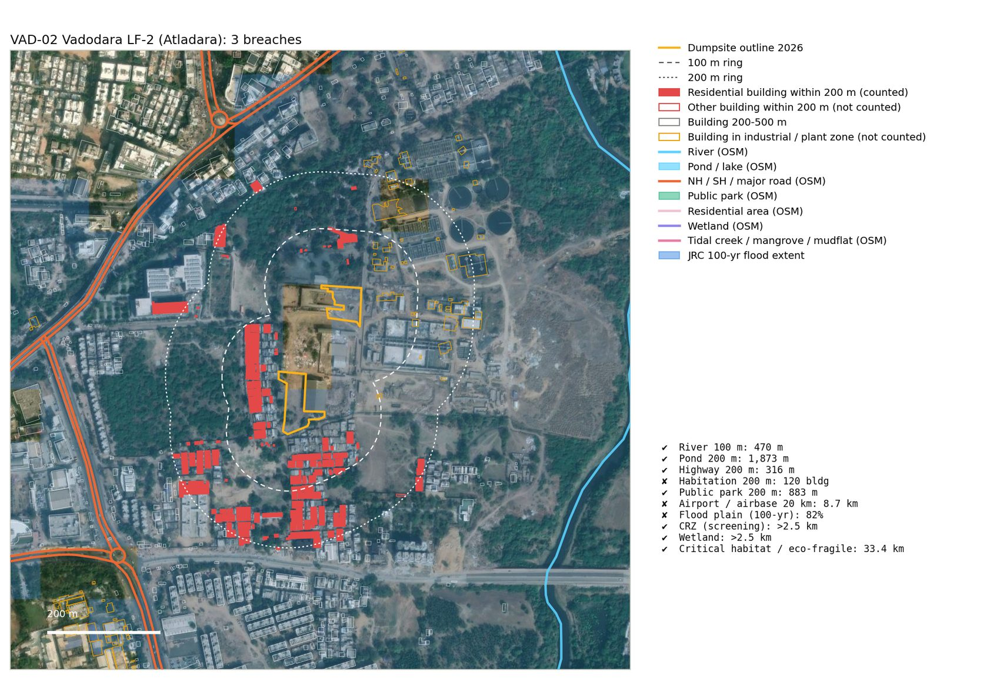 VAD-02 Vadodara LF-2 (Atladara): 3 breaches
Dumpsite outline 2026
100 m ring
200 m ring
Residential building within 200 m (counted)
Other building within 200 m (not counted)
Building 200-500 m
Building in industrial / plant zone (not counted)
River (OSM)
Pond / lake (OSM)
NH / SH / major road (OSM)
Public park (OSM)
Residential area (OSM)
Wetland (OSM)
Tidal creek / mangrove / mudflat (OSM)
JRC 100-yr flood extent
✔ River 100 m: 470 m
✔ Pond 200 m: 1,873 m
✔ Highway 200 m: 316 m
✘ Habitation 200 m: 120 bldg
✔ Public park 200 m: 883 m
✘ Airport / airbase 20 km: 8.7 km
✘ Flood plain (100-yr): 82%
✔ CRZ (screening): >2.5 km
✔ Wetland: >2.5 km
✔ Critical habitat / eco-fragile: 33.4 km
200 m